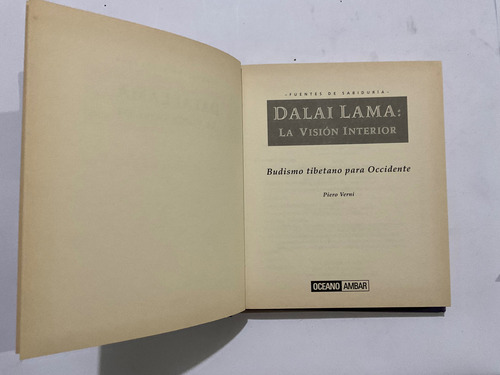 -FUENTES DE SABIDURÍA-
DALAI LAMA:
LA VISIÓN INTERIOR
Budismo tibetano para Occidente
Piero Verni
OCEANO AMBAR